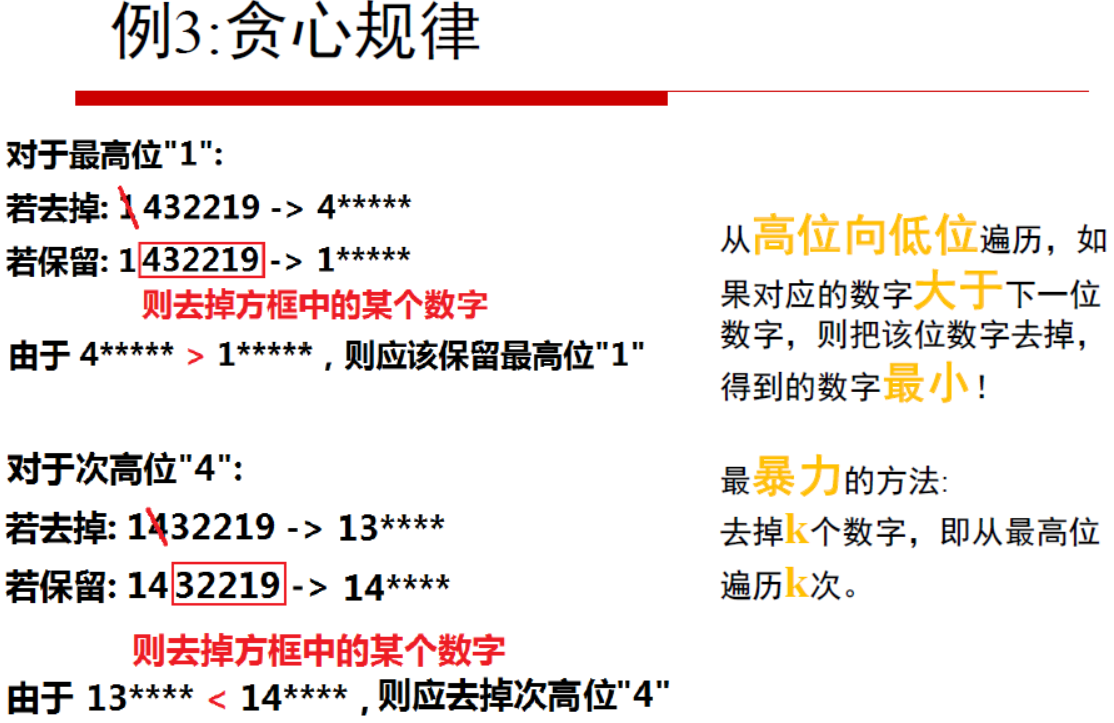 例3:贪心规律
对于最高位"1":
若去掉: 1432219 -> 4*****
若保留: 1432219 -> 1*****
则去掉方框中的某个数字
由于 4***** > 1***** , 则应该保留最高位"1"
对于次高位"4":
若去掉: 1432219 -> 13****
若保留: 1432219 -> 14****
则去掉方框中的某个数字
由于 13**** < 14**** , 则应去掉次高位"4"
从高位向低位遍历，如
果对应的数字大于下一位
数字，则把该位数字去掉，
得到的数字最小！
最暴力的方法:
去掉k个数字，即从最高位
遍历k次。